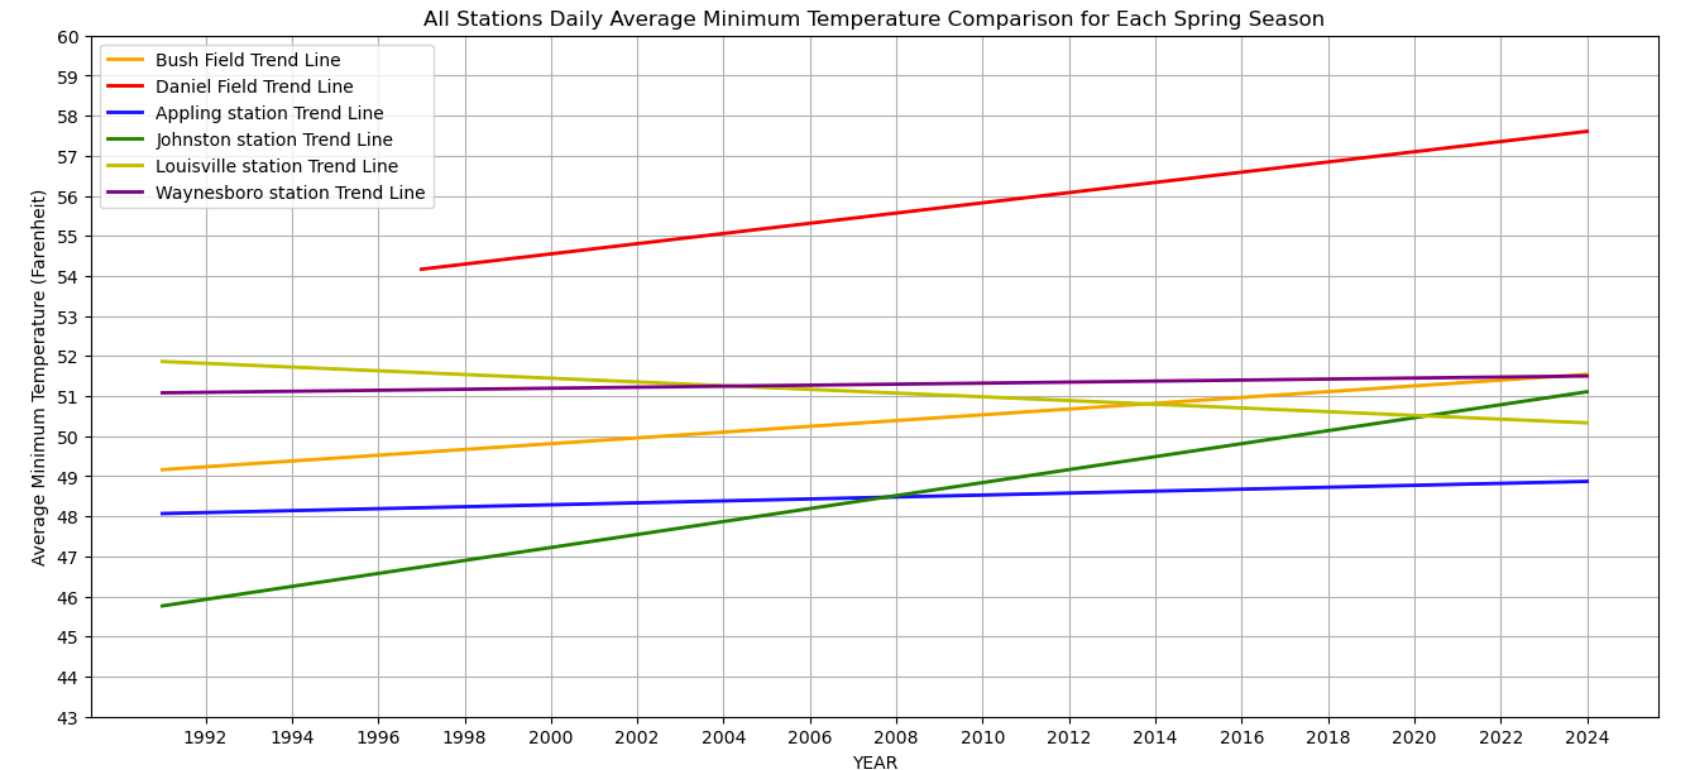 All Stations Daily Average Minimum Temperature Comparison for Each Spring Season
Bush Field Trend Line
Daniel Field Trend Line
Appling station Trend Line
Johnston station Trend Line
Louisville station Trend Line
Waynesboro station Trend Line
Average Minimum Temperature (Farenheit)
60
59
58
57
56
55
54
53
52
51
50
49
48
47
46
45
44
43
1992 1994 1996 1998 2000 2002 2004 2006 2008 2010 2012 2014 2016 2018 2020 2022 2024
YEAR